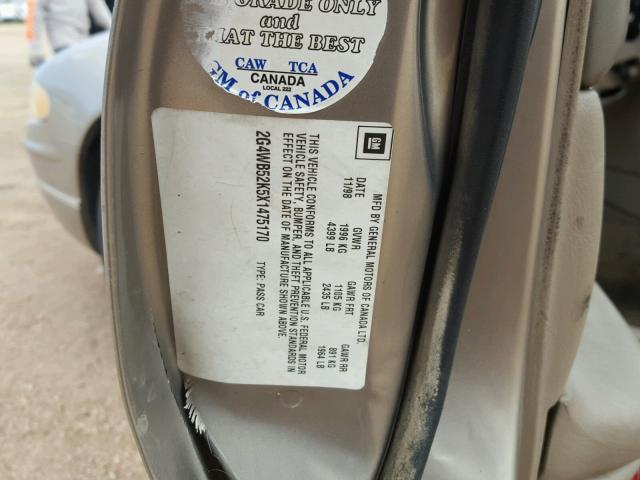 GRADE ONLY
and
THE BEST
CAW TCA
CANADA
LOCAL 222
GM of CANADA
GM
MFD BY GENERAL MOTORS OF CANADA LTD.
DATE GVWR GAWR FRT GAWR RR
11/98 1996 KG 1105 KG 891 KG
4399 LB 2435 LB 1964 LB
THIS VEHICLE CONFORMS TO ALL APPLICABLE U.S. FEDERAL MOTOR
VEHICLE SAFETY, BUMPER, AND THEFT PREVENTION STANDARDS IN
EFFECT ON THE DATE OF MANUFACTURE SHOWN ABOVE.
2G4WB52K5X1475170 TYPE: PASS CAR